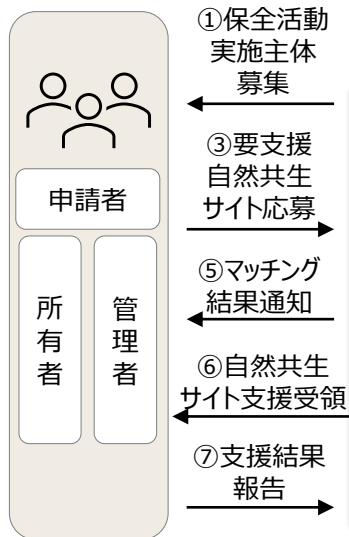 ①保全活動
実施主体
募集
③要支援
自然共生
サイト応募
申請者
⑤マッチング
結果通知
所有者
管理者
⑥自然共生
サイト支援受領
⑦支援結果
報告